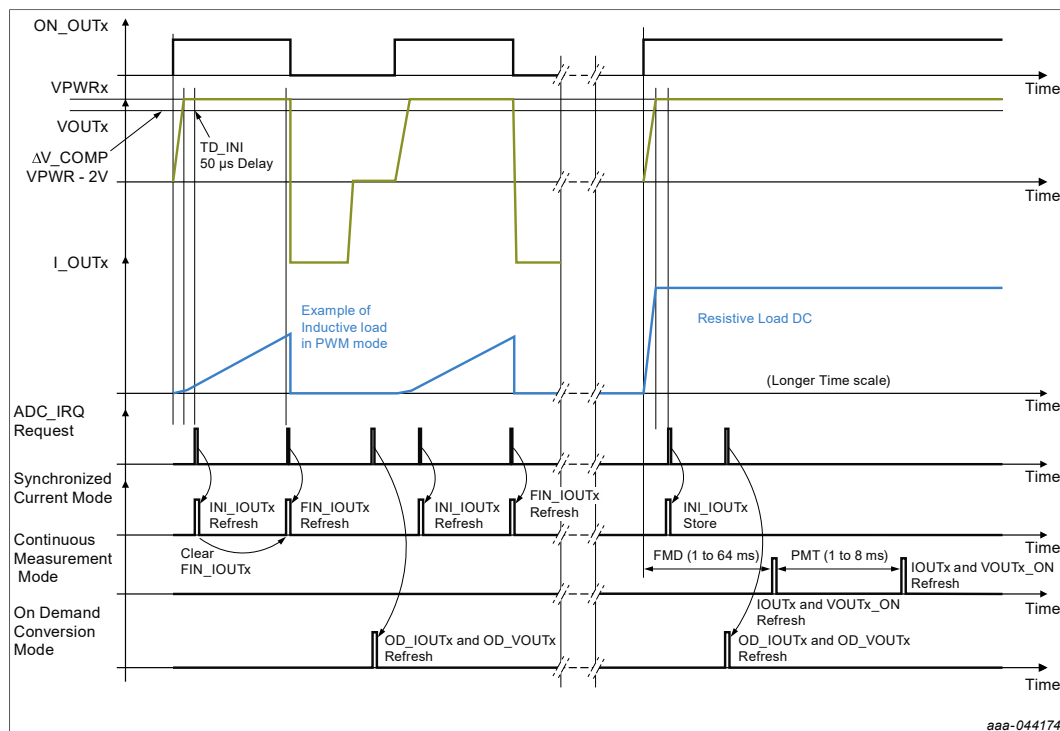 ON_OUTx
Time
VPWRx
VOUTx
ΔV_COMP
VPWR - 2V
TD_INI
50 µs Delay
Time
I_OUTx
Example of
Inductive load
in PWM mode
Resistive Load DC
(Longer Time scale)
Time
ADC_IRQ
Request
Time
Synchronized
Current Mode
INI_IOUTx
Refresh
FIN_IOUTx
Refresh
INI_IOUTx
Refresh
FIN_IOUTx
Refresh
INI_IOUTx
Store
Time
Clear
FIN_IOUTx
Continuous
Measurement
Mode
FMD (1 to 64 ms)
PMT (1 to 8 ms)
IOUTx and VOUTx_ON
Refresh
IOUTx and VOUTx_ON
Refresh
Time
On Demand
Conversion
Mode
OD_IOUTx and OD_VOUTx
Refresh
OD_IOUTx and OD_VOUTx
Refresh
Time
aaa-044174